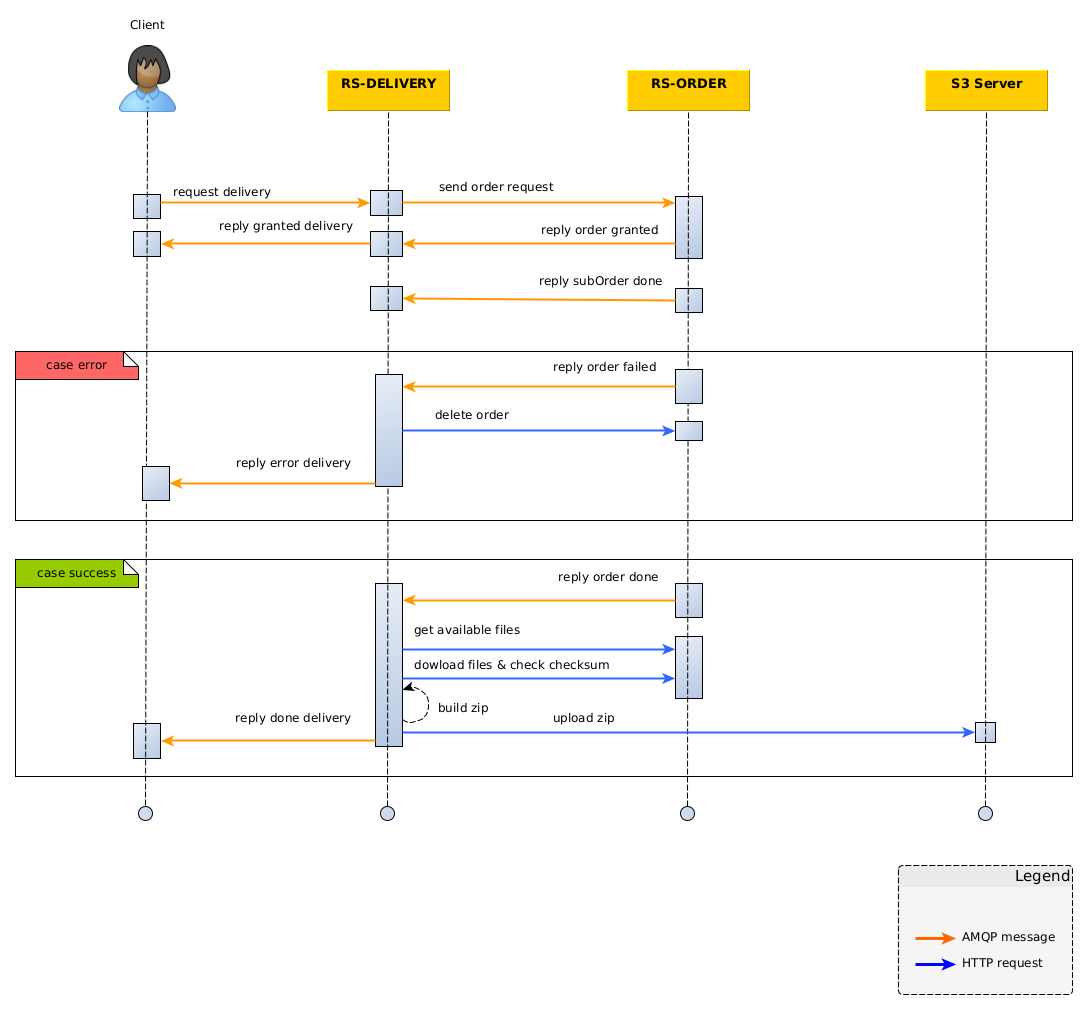 Client
RS-DELIVERY
RS-ORDER
S3 Server
request delivery
send order request
reply granted delivery
reply order granted
reply subOrder done
case error
reply order failed
delete order
reply error delivery
case success
reply order done
get available files
dowload files & check checksum
build zip
reply done delivery
upload zip
Legend
AMQP message
HTTP request